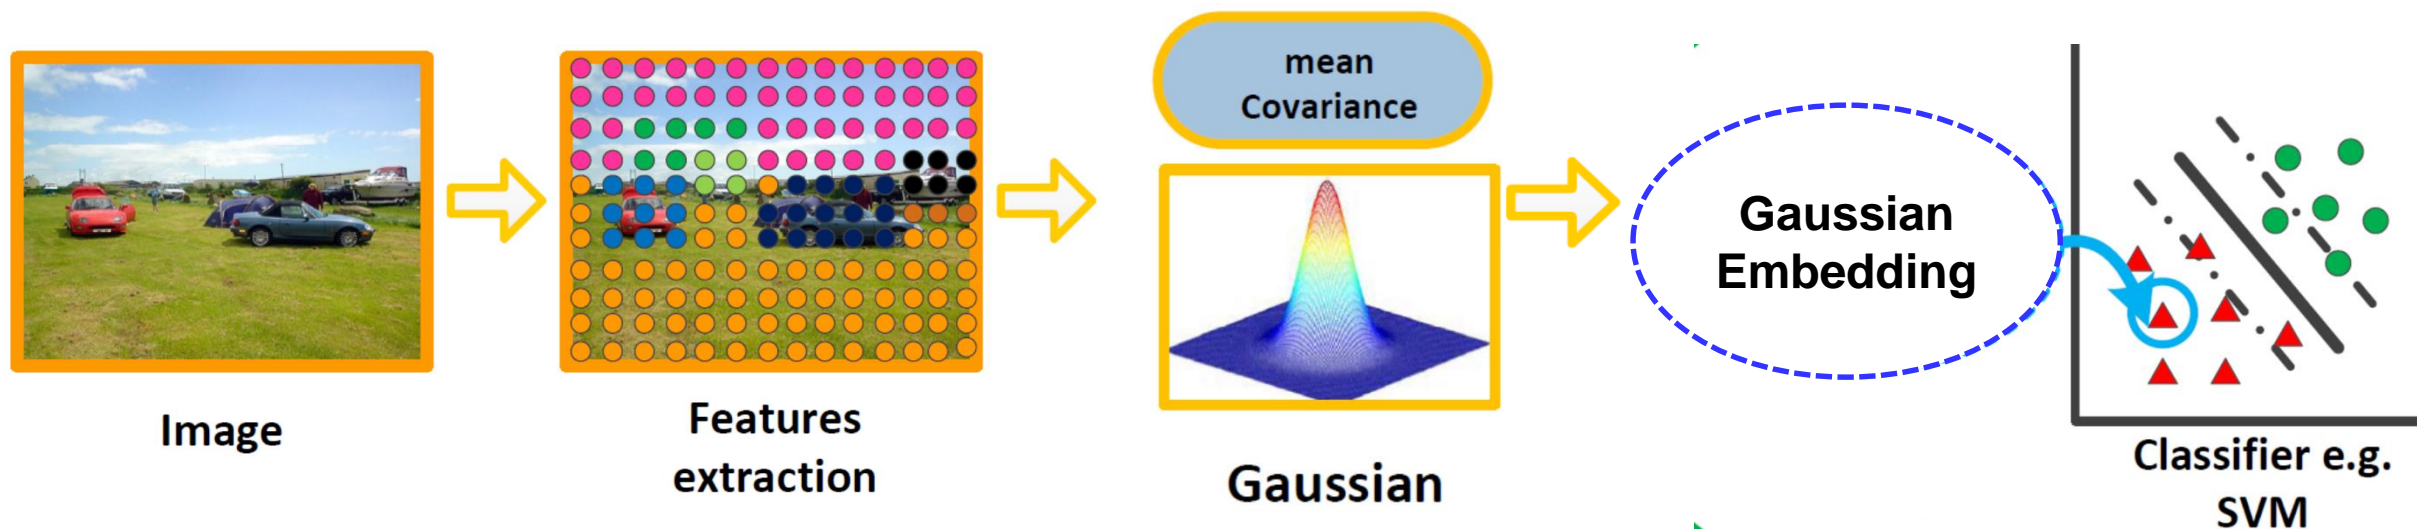 Image
Features
extraction
mean
Covariance
Gaussian
Gaussian
Embedding
Classifier e.g.
SVM